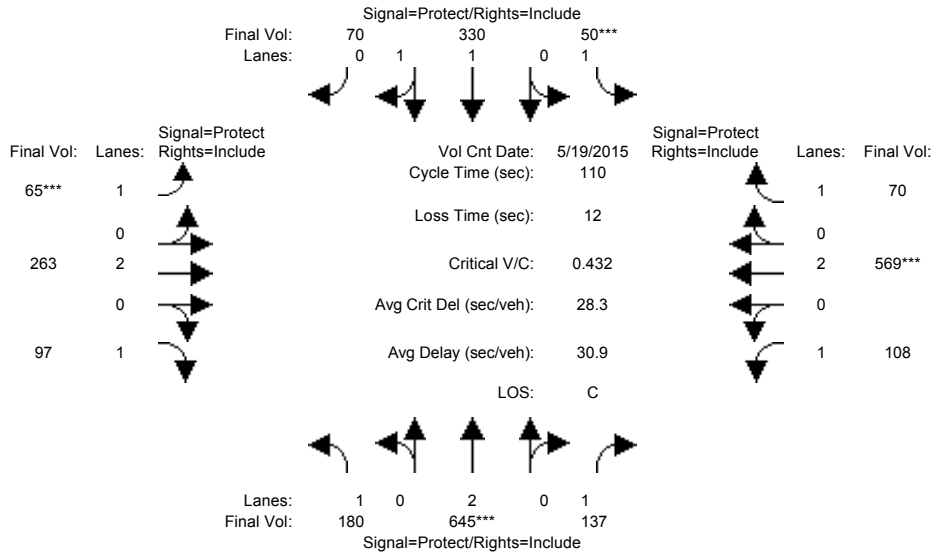 Signal=Protect/Rights=Include
Final Vol: 70 330 50***
Lanes: 0 1 1 0 1
Signal=Protect Signal=Protect
Final Vol: Lanes: Rights=Include Vol Cnt Date: 5/19/2015 Rights=Include Lanes: Final Vol:
Cycle Time (sec): 110
65*** 1 1 70
Loss Time (sec): 12
0 0
263 2 Critical V/C: 0.432 2 569***
0 Avg Crit Del (sec/veh): 28.3 0
97 1 Avg Delay (sec/veh): 30.9 1 108
LOS: C
Lanes: 1 0 2 0 1
Final Vol: 180 645*** 137
Signal=Protect/Rights=Include